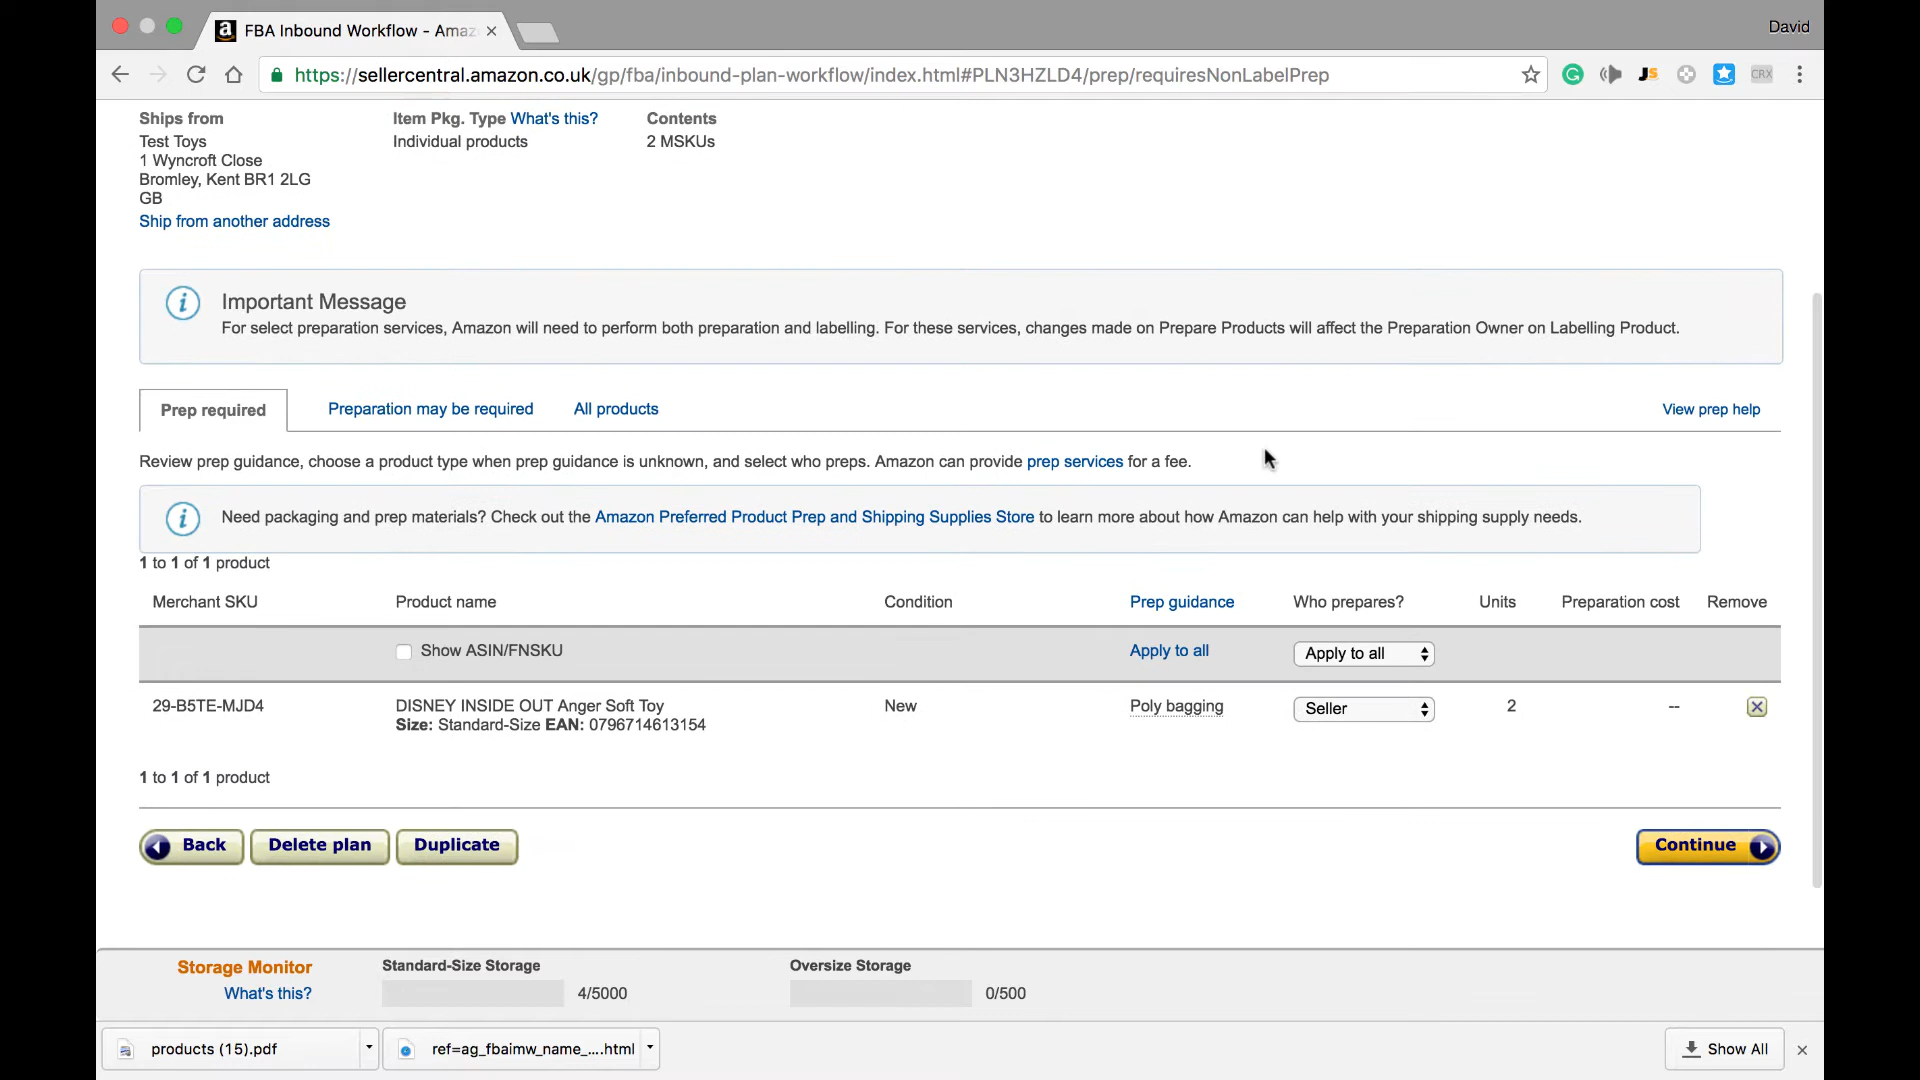 FBA Inbound Workflow - Amaz
David
https://sellercentral.amazon.co.uk/gp/fba/inbound-plan-workflow/index.html#PLN3HZLD4/prep/requiresNonLabelPrep
JS
CRX
Ships from
Test Toys
1 Wyncroft Close
Bromley, Kent BR1 2LG
GB
Ship from another address
Item Pkg. Type What's this?
Individual products
Contents
2 MSKUs
Important Message
For select preparation services, Amazon will need to perform both preparation and labelling. For these services, changes made on Prepare Products will affect the Preparation Owner on Labelling Product.
Prep required
Preparation may be required
All products
View prep help
Review prep guidance, choose a product type when prep guidance is unknown, and select who preps. Amazon can provide prep services for a fee.
Need packaging and prep materials? Check out the Amazon Preferred Product Prep and Shipping Supplies Store to learn more about how Amazon can help with your shipping supply needs.
1 to 1 of 1 product
Merchant SKU Product name Condition Prep guidance Who prepares? Units Preparation cost Remove
Show ASIN/FNSKU Apply to all Apply to all
29-B5TE-MJD4 DISNEY INSIDE OUT Anger Soft Toy New Poly bagging Seller 2 --
Size: Standard-Size EAN: 0796714613154
1 to 1 of 1 product
Back Delete plan Duplicate Continue
Storage Monitor
What's this?
Standard-Size Storage
4/5000
Oversize Storage
0/500
products (15).pdf
ref=ag_fbaimw_name_....html
Show All